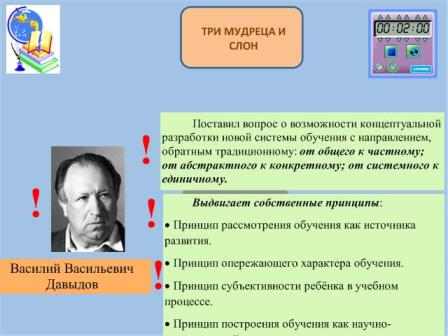 ТРИ МУДРЕЦА И
СЛОН
00:02:00
Поставил вопрос о возможности концептуальной
разработки новой системы обучения с направлением,
обратным традиционному: от общего к частному;
от абстрактного к конкретному; от системного к
единичному.
!
!
Выдвигает собственные принципы:
• Принцип рассмотрения обучения как источника
развития.
• Принцип опережающего характера обучения.
!
Василий Васильевич
Давыдов
• Принцип субъективности ребёнка в учебном
процессе.
• Принцип построения обучения как научно-